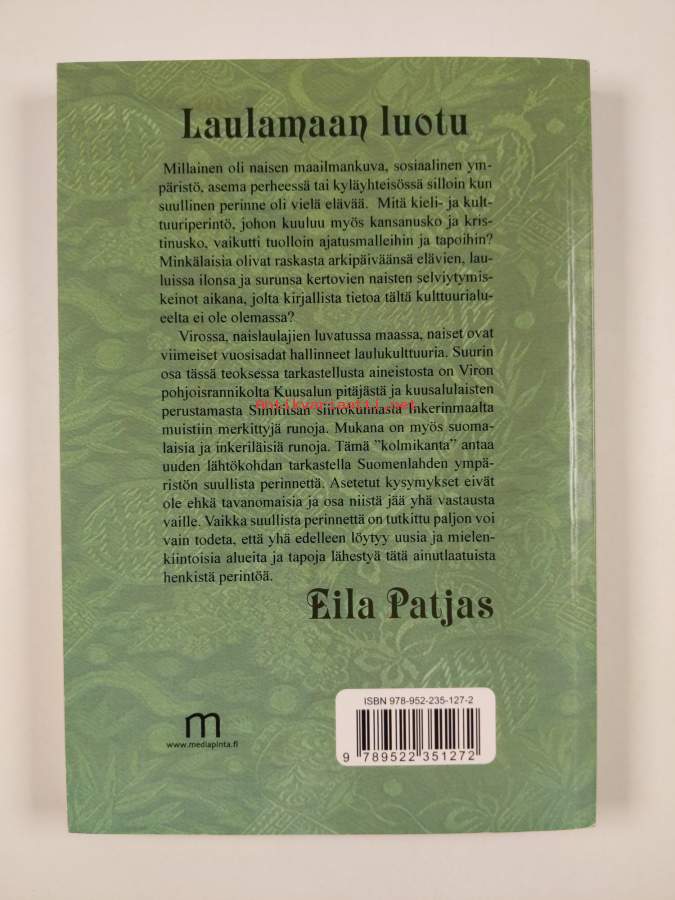 Laulamaan luotu
Millainen oli naisen maailmankuva, sosiaalinen ym-
päristö, asema perheessä tai kyläyhteisössä silloin kun
suullinen perinne oli vielä elävää. Mitä kieli- ja kult-
tuuriperintö, johon kuuluu myös kansanusko ja kris-
tinusko, vaikutti tuolloin ajatusmalleihin ja tapoihin?
Minkälaisia olivat raskasta arkipäiväänsä elävien, lau-
luissa ilonsa ja surunsa kertovien naisten selviytymis-
keinot aikana, jolta kirjallista tietoa tältä kulttuurialu-
eelta ei ole olemassa?
Virossa, naislaulajien luvatussa maassa, naiset ovat
viimeiset vuosisadat hallinneet laulukulttuuria. Suurin
osa tässä teoksessa tarkastellusta aineistosta on Viron
pohjoisrannikolta Kuusalun pitäjästä ja kuusalulaisten
perustamasta Siimitisan siirtokunnasta Inkerinmaalta
Antikvariaatti.net
muistiin merkittyjä runoja. Mukana on myös suoma-
laisia ja inkeriläisiä runoja. Tämä ”kolmikanta” antaa
uuden lähtökohdan tarkastella Suomenlahden ympä-
ristön suullista perinnettä. Asetetut kysymykset eivät
ole ehkä tavanomaisia ja osa niistä jää yhä vastausta
vaille. Vaikka suullista perinnettä on tutkittu paljon voi
vain todeta, että yhä edelleen löytyy uusia ja mielen-
kiintoisia alueita ja tapoja lähestyä tätä ainutlaatuista
henkistä perintöä.
Eila Patjas
ISBN 978-952-235-127-2
9 789522 351272
m
www.mediapinta.fi